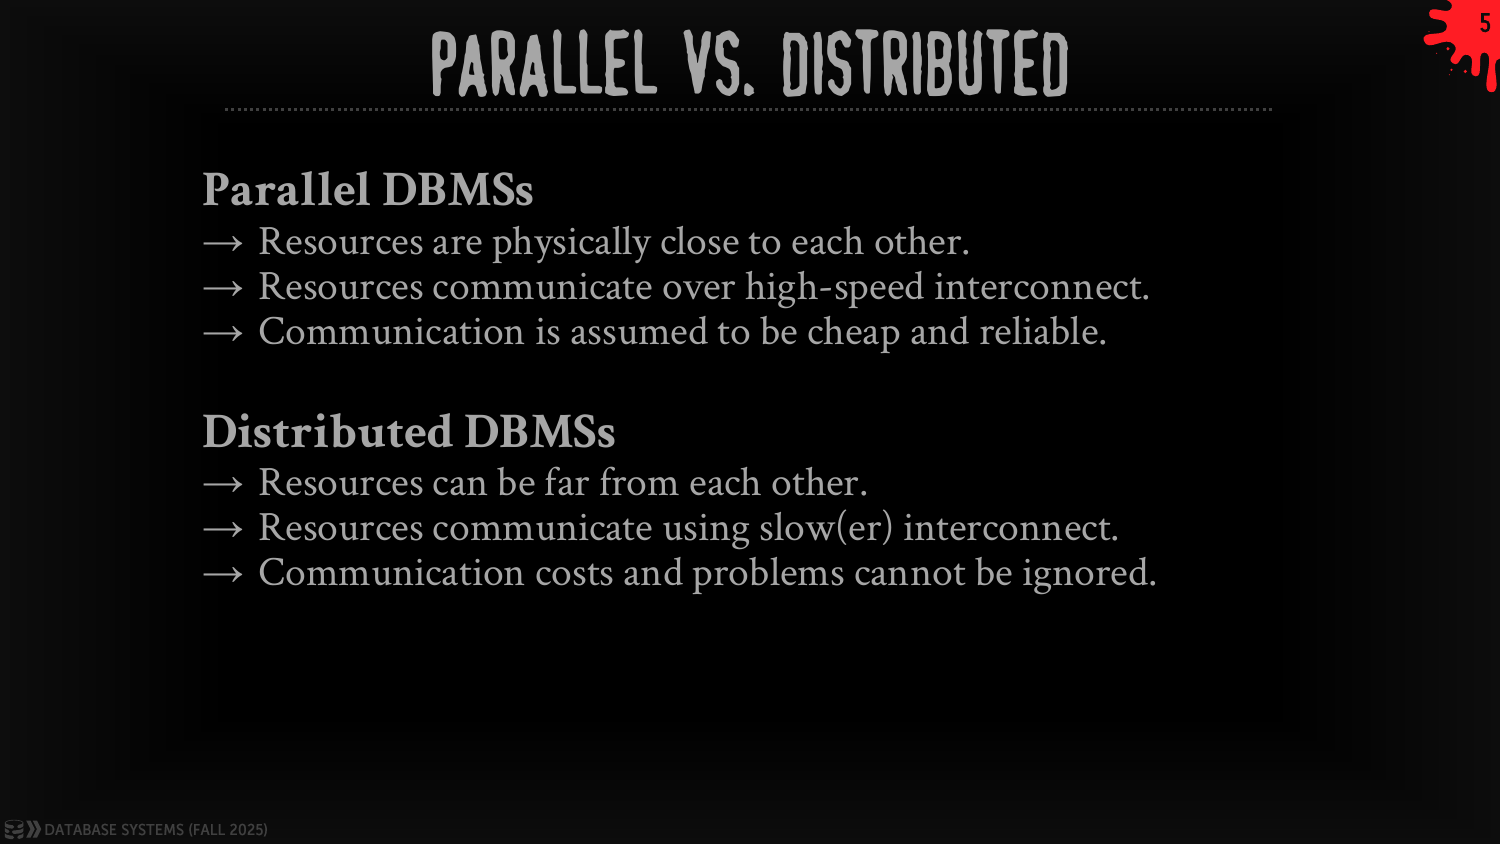 5
PARALLEL VS. DISTRIBUTED
Parallel DBMSs
→ Resources are physically close to each other.
→ Resources communicate over high-speed interconnect.
→ Communication is assumed to be cheap and reliable.
Distributed DBMSs
→ Resources can be far from each other.
→ Resources communicate using slow(er) interconnect.
→ Communication costs and problems cannot be ignored.
DATABASE SYSTEMS (FALL 2025)